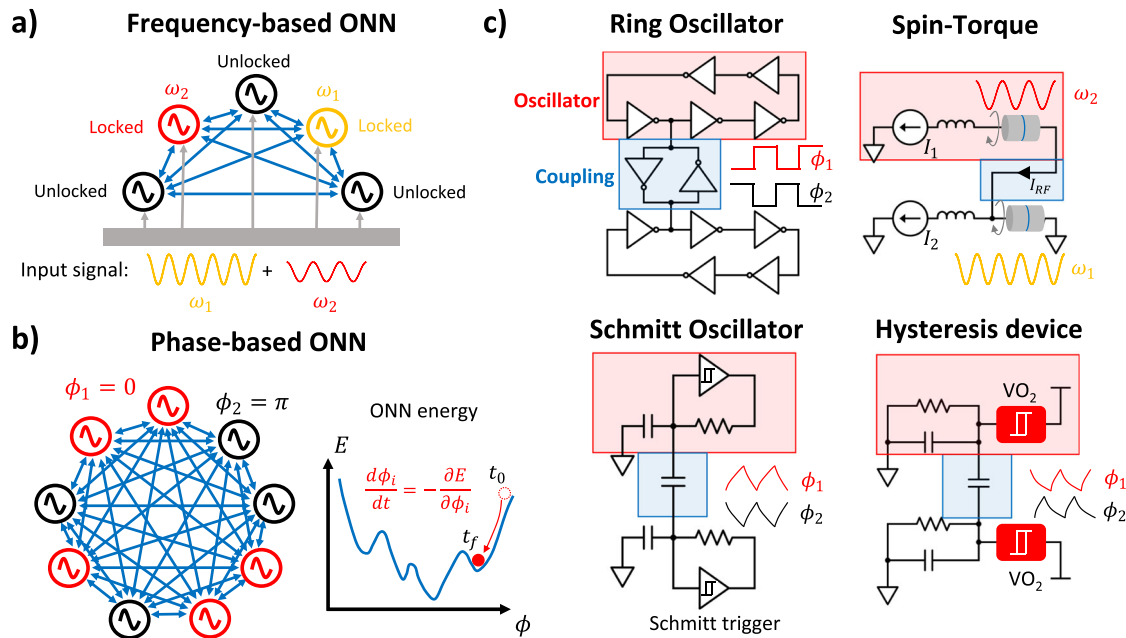 a)
Frequency-based ONN
Unlocked
ω₂
ω₁
Locked
Locked
Unlocked
Unlocked
Input signal:
+
ω₁
ω₂
b)
Phase-based ONN
ϕ₁ = 0
ϕ₂ = π
ONN energy
E
dϕᵢ/dt = −∂E/∂ϕᵢ
t₀
t_f
ϕ
c)
Ring Oscillator
Oscillator
Coupling
ϕ₁
ϕ₂
Spin-Torque
ω₂
I₁
I_RF
I₂
ω₁
Schmitt Oscillator
ϕ₁
ϕ₂
Schmitt trigger
Hysteresis device
VO₂
ϕ₁
ϕ₂
VO₂